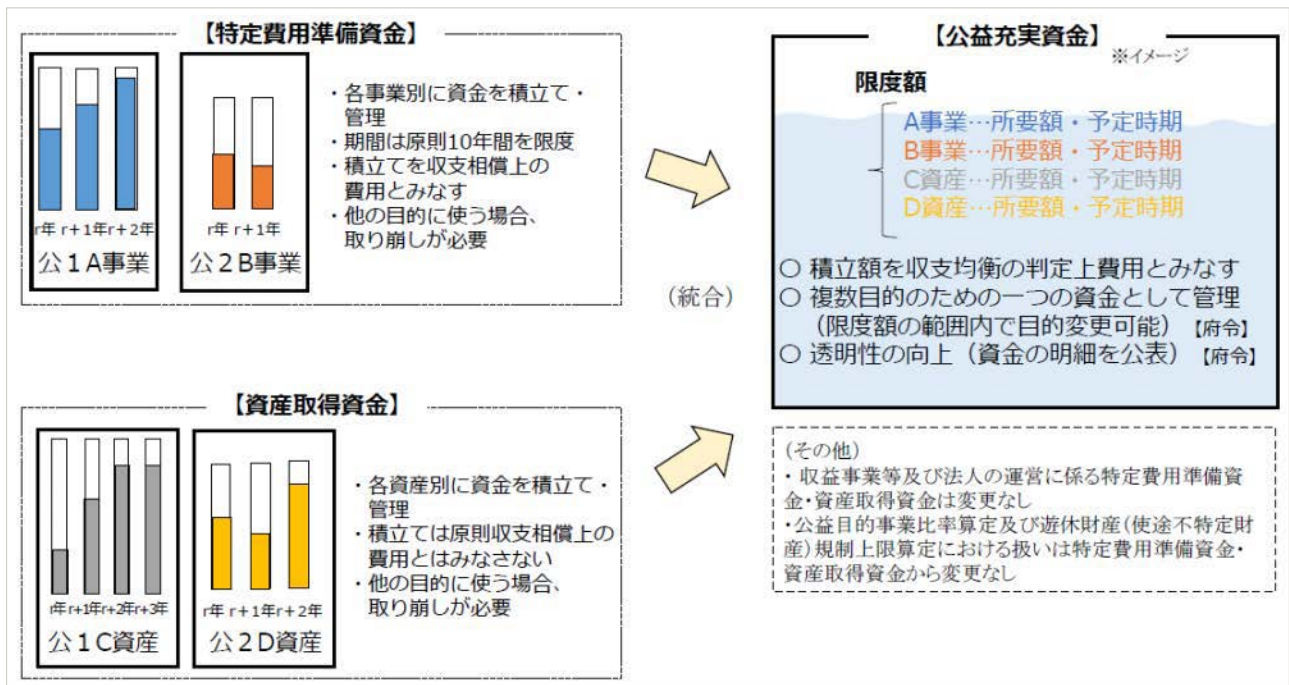 【特定費用準備資金】
r年 r+1年r+2年
公1A事業
r年 r+1年
公2B事業
・各事業別に資金を積立て・
管理
・期間は原則10年間を限度
・積立てを収支相償上の
費用とみなす
・他の目的に使う場合、
取り崩しが必要
【資産取得資金】
r年 r+1年r+2年r+3年
公1C資産
r年 r+1年r+2年
公2D資産
・各資産別に資金を積立て・
管理
・積立ては原則収支相償上の
費用とはみなさない
・他の目的に使う場合、
取り崩しが必要
(統合)
【公益充実資金】
※イメージ
限度額
A事業…所要額・予定時期
B事業…所要額・予定時期
C資産…所要額・予定時期
D資産…所要額・予定時期
○ 積立額を収支均衡の判定上費用とみなす
○ 複数目的のための一つの資金として管理
(限度額の範囲内で目的変更可能)【府令】
○ 透明性の向上(資金の明細を公表)【府令】
(その他)
・収益事業等及び法人の運営に係る特定費用準備資
金・資産取得資金は変更なし
・公益目的事業比率算定及び遊休財産(使途不特定財
産)規制上限算定における扱いは特定費用準備資金・
資産取得資金から変更なし